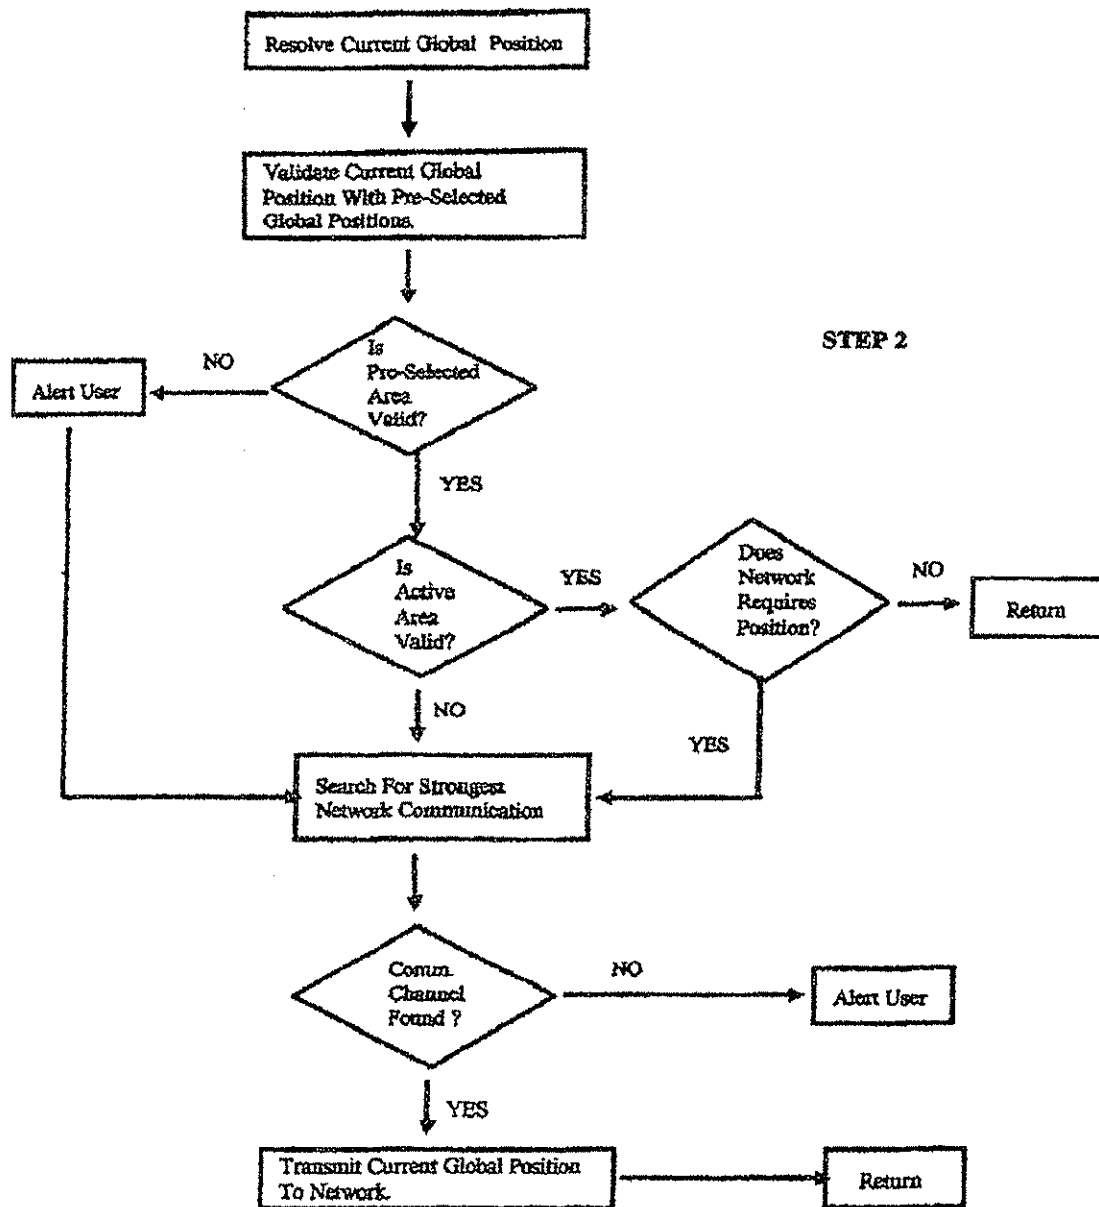 Resolve Current Global Position
Validate Current Global
Position With Pre-Selected
Global Positions.
STEP 2
Is
Pre-Selected
Area
Valid?
NO
Alert User
YES
Is
Active
Area
Valid?
YES
Does
Network
Requires
Position?
NO
Return
NO
YES
Search For Strongest
Network Communication
Comm.
Channel
Found ?
NO
Alert User
YES
Transmit Current Global Position
To Network.
Return